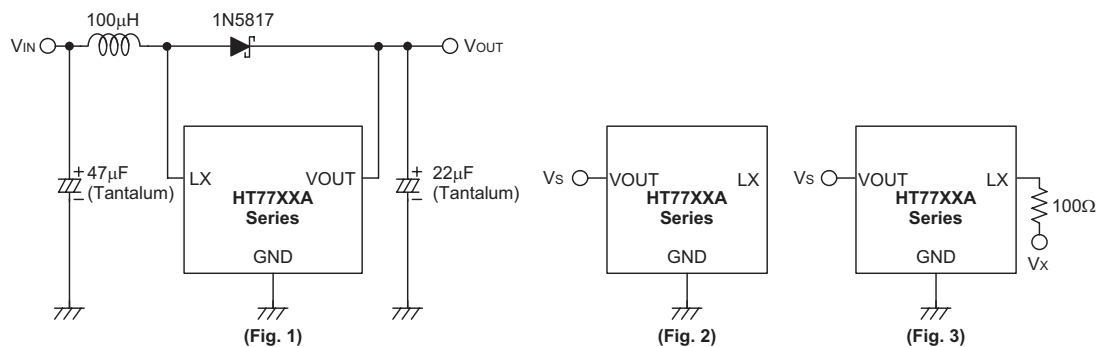 100μH
1N5817
VIN
VOUT
47μF
(Tantalum)
LX
VOUT
HT77XXA
Series
GND
22μF
(Tantalum)
(Fig. 1)
VS
VOUT
LX
HT77XXA
Series
GND
(Fig. 2)
VS
VOUT
LX
HT77XXA
Series
GND
100Ω
VX
(Fig. 3)